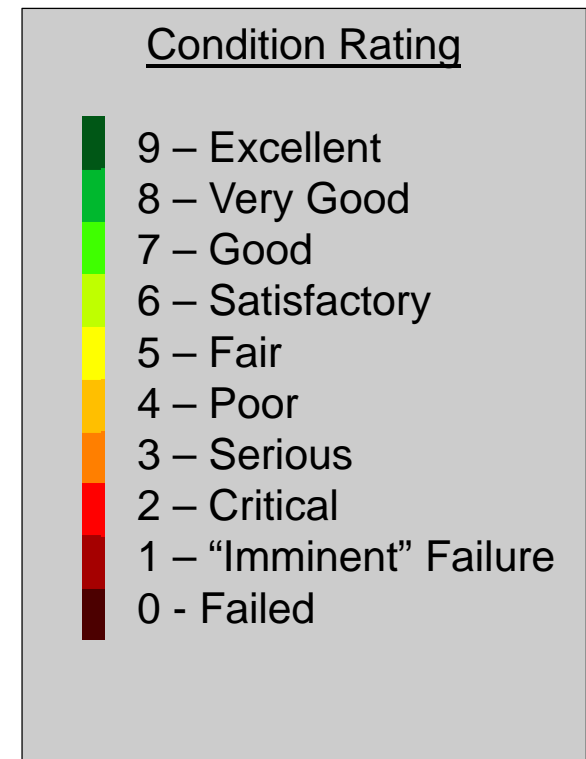 Condition Rating
9 – Excellent
8 – Very Good
7 – Good
6 – Satisfactory
5 – Fair
4 – Poor
3 – Serious
2 – Critical
1 – “Imminent” Failure
0 - Failed